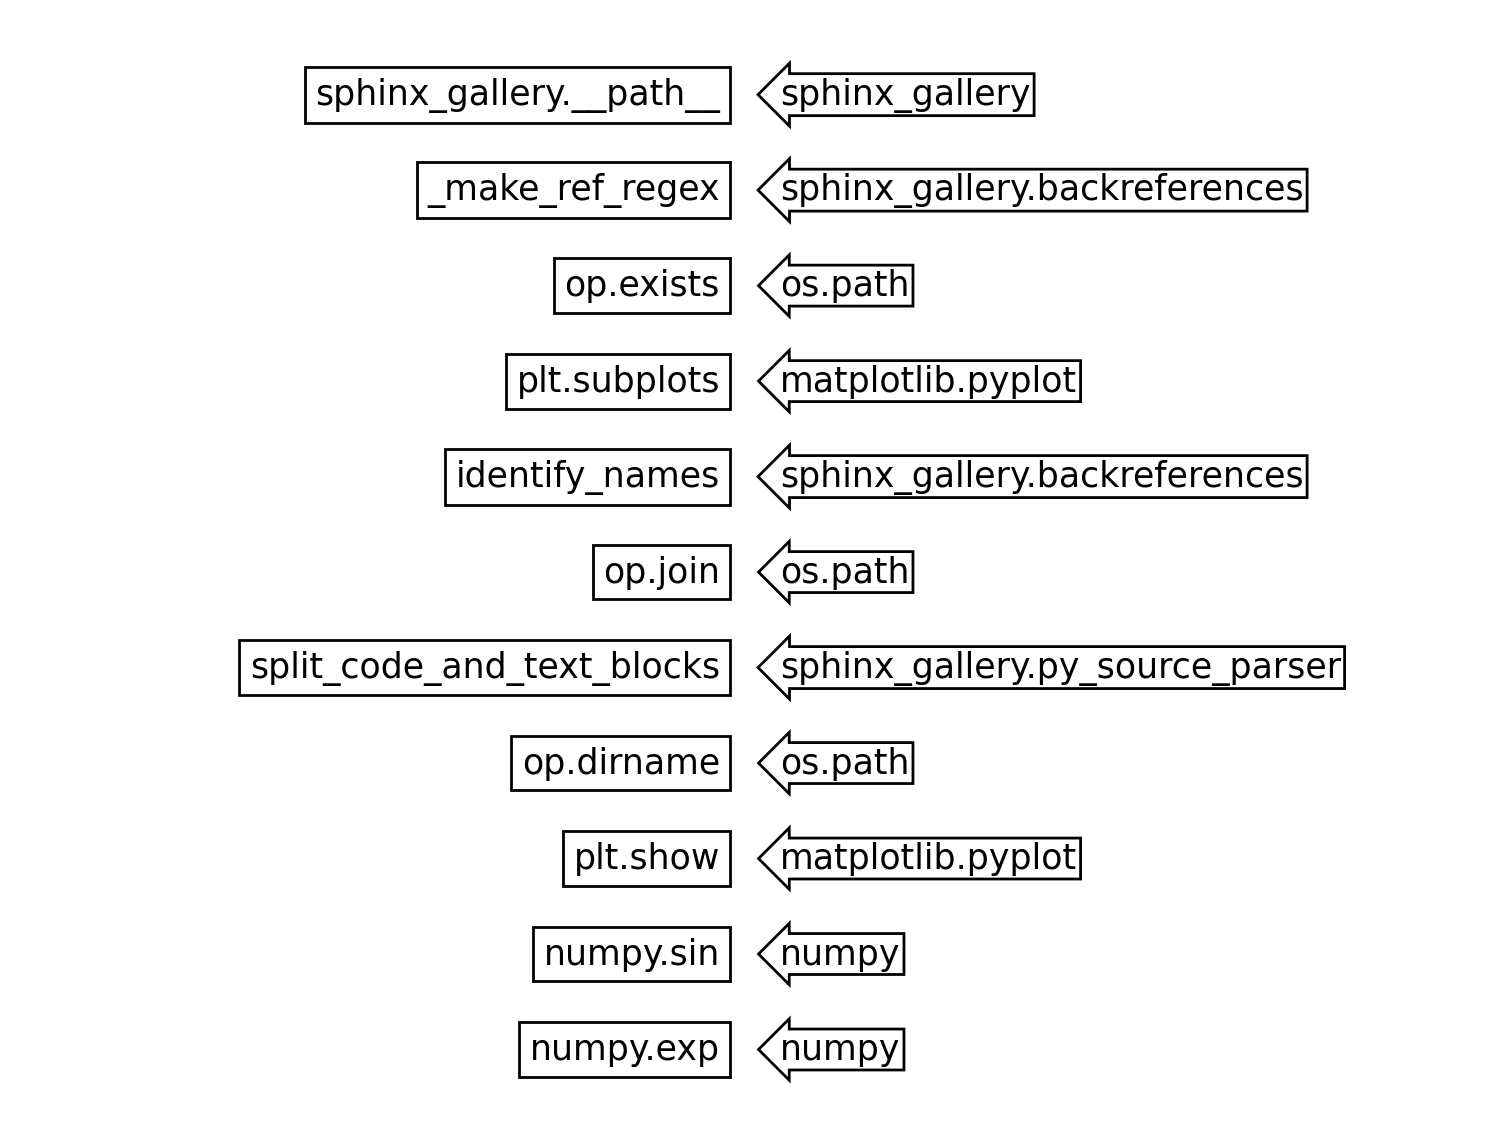 sphinx_gallery.__path__ sphinx_gallery
_make_ref_regex sphinx_gallery.backreferences
op.exists os.path
plt.subplots matplotlib.pyplot
identify_names sphinx_gallery.backreferences
op.join os.path
split_code_and_text_blocks sphinx_gallery.py_source_parser
op.dirname os.path
plt.show matplotlib.pyplot
numpy.sin numpy
numpy.exp numpy